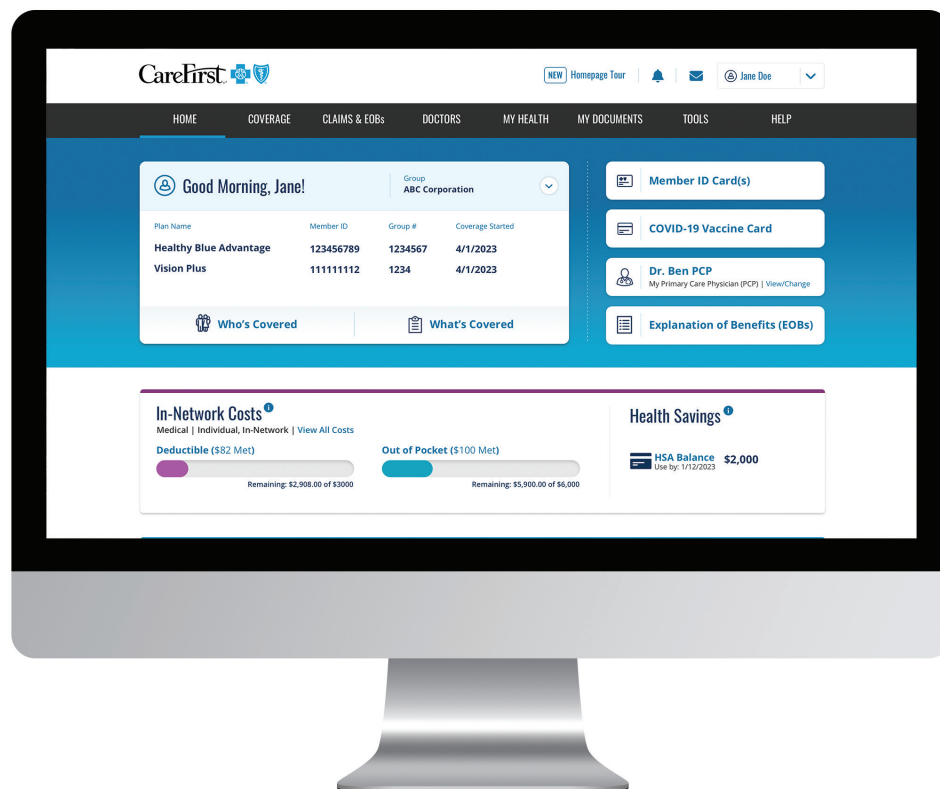 CareFirst
NEW Homepage Tour
Jane Doe
HOME COVERAGE CLAIMS & EOBs DOCTORS MY HEALTH MY DOCUMENTS TOOLS HELP
Good Morning, Jane!
Group
ABC Corporation
Plan Name Member ID Group # Coverage Started
Healthy Blue Advantage 123456789 1234567 4/1/2023
Vision Plus 111111112 1234 4/1/2023
Who's Covered What's Covered
Member ID Card(s)
COVID-19 Vaccine Card
Dr. Ben PCP
My Primary Care Physician (PCP) | View/Change
Explanation of Benefits (EOBs)
In-Network Costs
Medical | Individual, In-Network | View All Costs
Deductible ($82 Met) Out of Pocket ($100 Met)
Remaining: $2,908.00 of $3000 Remaining: $5,900.00 of $6,000
Health Savings
HSA Balance $2,000
Use by: 1/12/2023